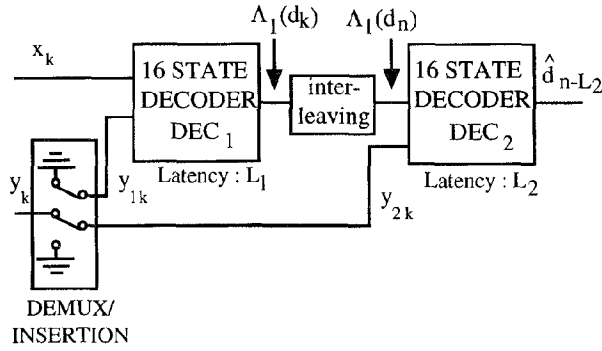 Λ₁(dₖ)
Λ₁(dₙ)
xₖ
16 STATE
DECODER
DEC₁
inter-
leaving
16 STATE
DECODER
DEC₂
d̂ₙ₋L₂
yₖ
y₁ₖ
Latency : L₁
y₂ₖ
Latency : L₂
DEMUX/
INSERTION